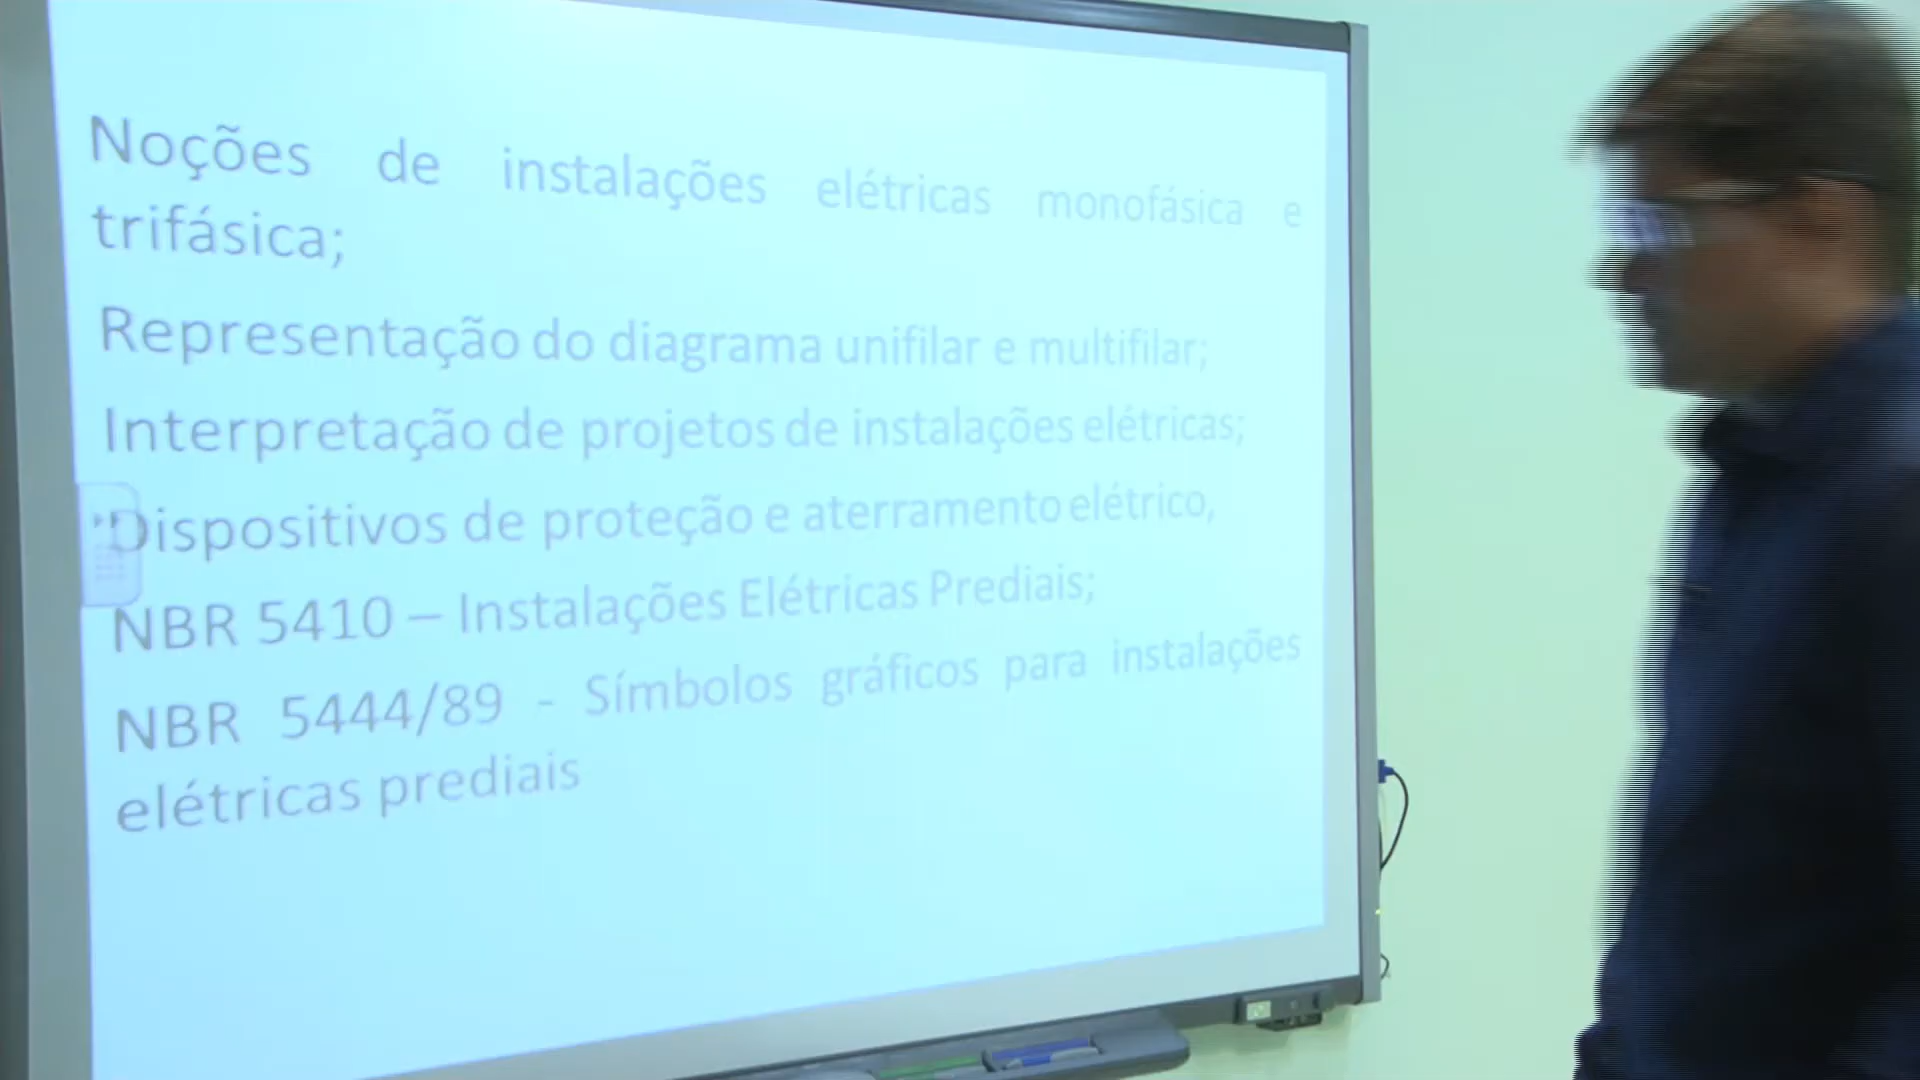 Noções de instalações elétricas monofásica e
trifásica;
Representação do diagrama unifilar e multifilar;
Interpretação de projetos de instalações elétricas;
Dispositivos de proteção e aterramento elétrico,
NBR 5410 – Instalações Elétricas Prediais;
NBR 5444/89 - Símbolos gráficos para instalações
elétricas prediais